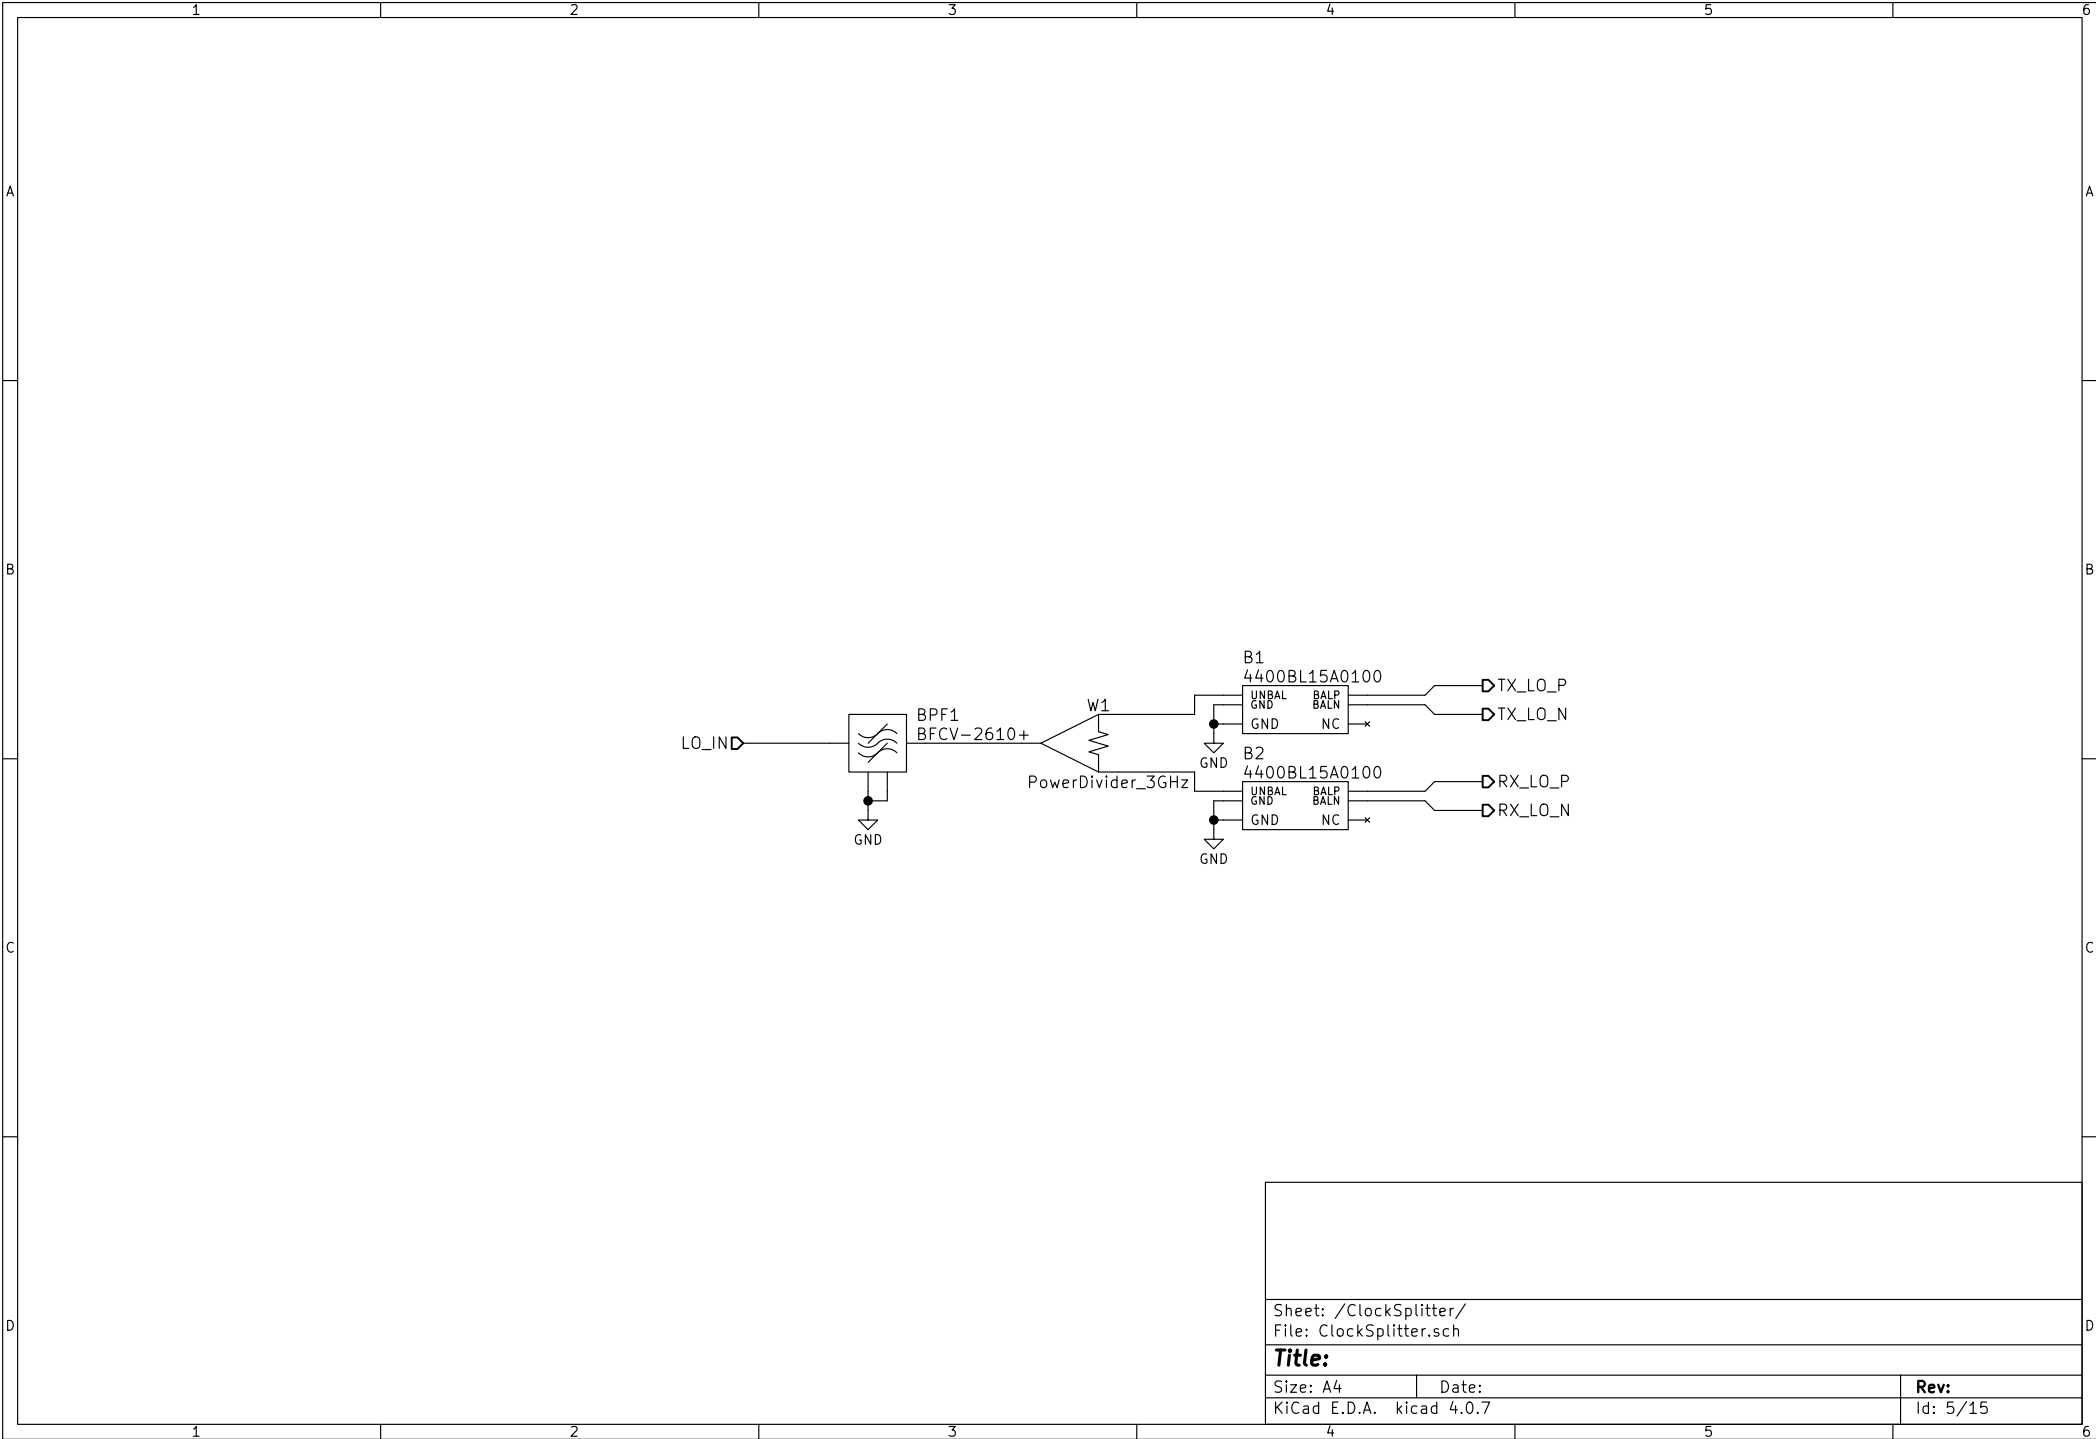 1 2 3 4 5 6
A A
B B
C C
D D
LO_IN
BPF1
BFCV-2610+
GND
W1
PowerDivider_3GHz
B1
4400BL15A0100
UNBAL BALP
GND BALN
GND NC
GND
TX_LO_P
TX_LO_N
B2
4400BL15A0100
UNBAL BALP
GND BALN
GND NC
GND
RX_LO_P
RX_LO_N
Sheet: /ClockSplitter/
File: ClockSplitter.sch
Title:
Size: A4 Date: Rev:
KiCad E.D.A. kicad 4.0.7 Id: 5/15
1 2 3 4 5 6